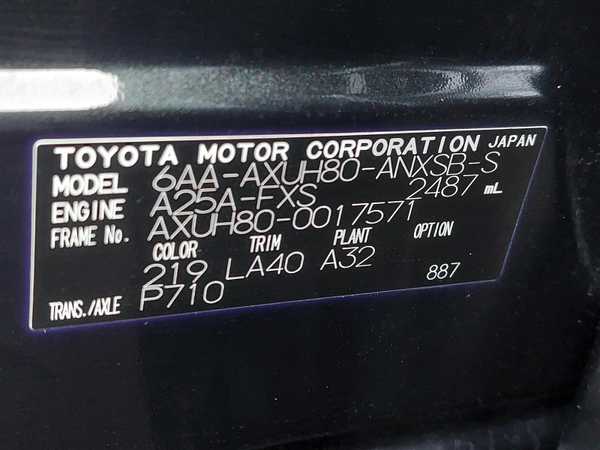 TOYOTA MOTOR CORPORATION JAPAN
MODEL 6AA-AXUH80-ANXSB-S
ENGINE A25A-FXS 2487 mL
FRAME No. AXUH80-0017571
COLOR TRIM PLANT OPTION
219 LA40 A32 887
TRANS./AXLE P710